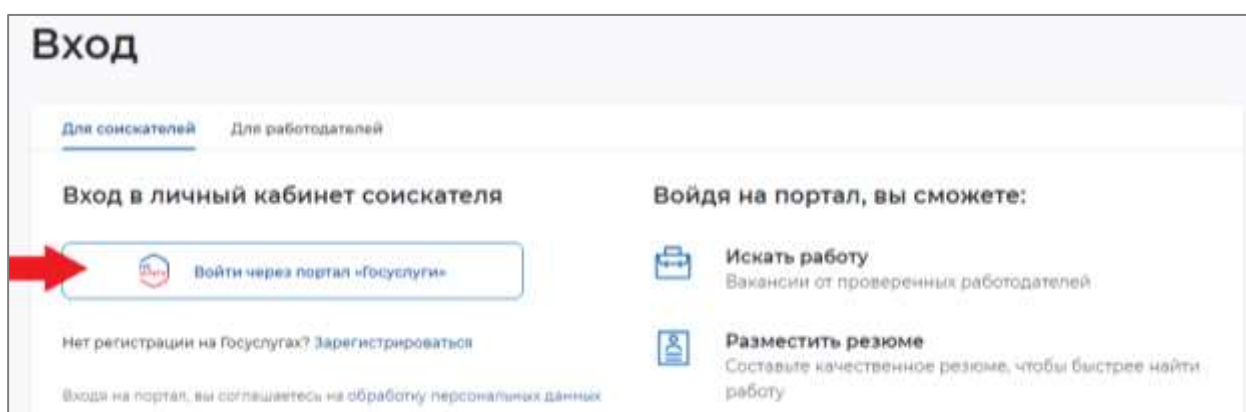 Вход
Для соискателей Для работодателей
Вход в личный кабинет соискателя
Войти через портал «Госуслуги»
Нет регистрации на Госуслугах? Зарегистрироваться
Входя на портал, вы соглашаетесь на обработку персональных данных
Войдя на портал, вы сможете:
Искать работу
Вакансии от проверенных работодателей
Разместить резюме
Составьте качественное резюме, чтобы быстрее найти
работу